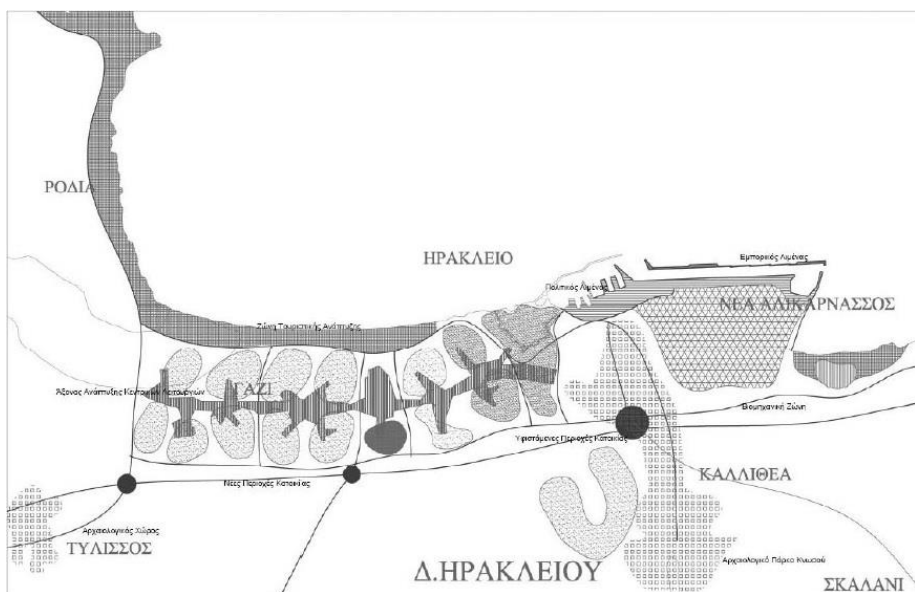 ΡΟΔΙΑ
ΗΡΑΚΛΕΙΟ
Εμπορικός Λιμένας
Πολιτικός Λιμένας
ΝΕΑ ΑΛΙΚΑΡΝΑΣΣΟΣ
Ζώνη Τουριστικής Ανάπτυξης
Άξονας Ανάπτυξης Κεντρικών Λειτουργιών
ΓΑΖΙ
Βιομηχανική Ζώνη
Υφιστάμενες Περιοχές Κατοικίας
ΚΑΛΛΙΘΕΑ
Νέες Περιοχές Κατοικίας
Αρχαιολογικός Χώρος
ΤΥΛΙΣΣΟΣ
Δ.ΗΡΑΚΛΕΙΟΥ
Αρχαιολογικό Πάρκο Κνωσού
ΣΚΑΛΑΝΙ